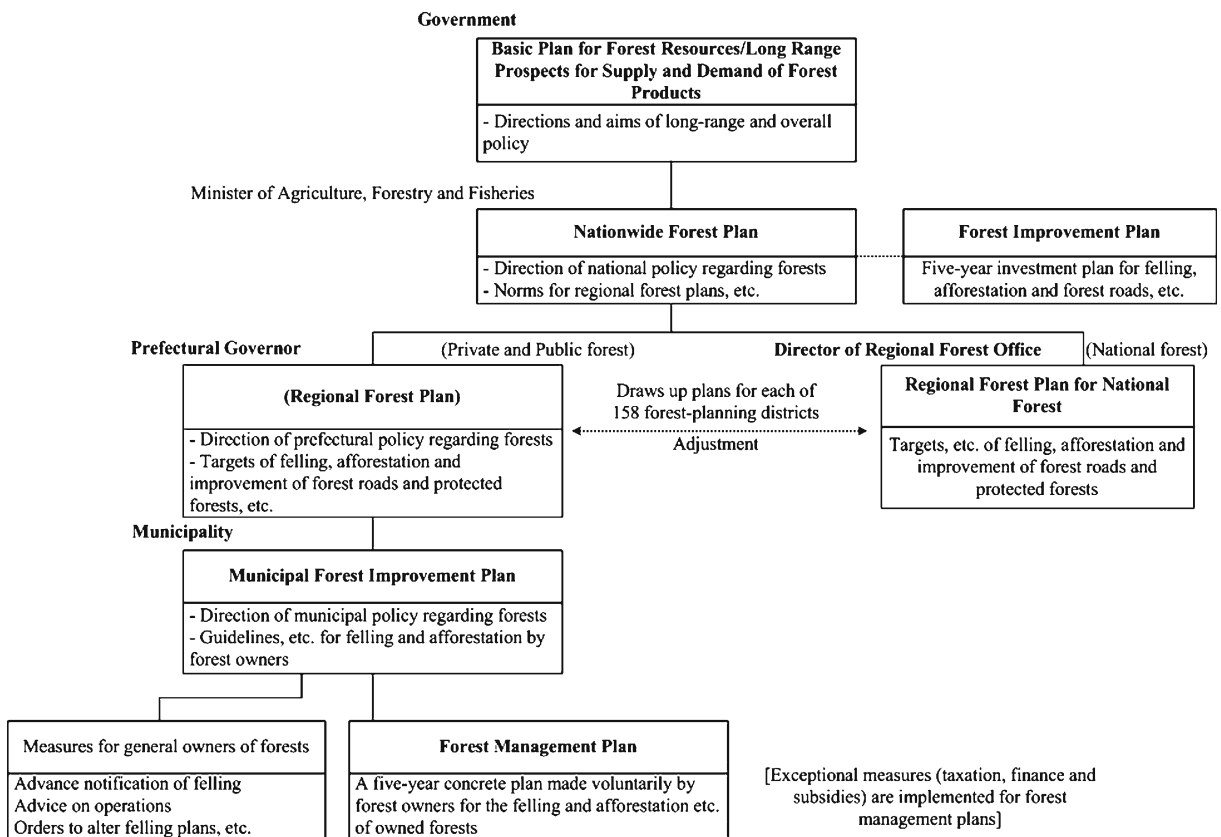 Government
Basic Plan for Forest Resources/Long Range
Prospects for Supply and Demand of Forest
Products
- Directions and aims of long-range and overall
policy
Minister of Agriculture, Forestry and Fisheries
Nationwide Forest Plan
- Direction of national policy regarding forests
- Norms for regional forest plans, etc.
Forest Improvement Plan
Five-year investment plan for felling,
afforestation and forest roads, etc.
Prefectural Governor
(Private and Public forest)
Director of Regional Forest Office
(National forest)
(Regional Forest Plan)
- Direction of prefectural policy regarding forests
- Targets of felling, afforestation and
improvement of forest roads and protected
forests, etc.
Draws up plans for each of
158 forest-planning districts
Adjustment
Regional Forest Plan for National
Forest
Targets, etc. of felling, afforestation and
improvement of forest roads and
protected forests
Municipality
Municipal Forest Improvement Plan
- Direction of municipal policy regarding forests
- Guidelines, etc. for felling and afforestation by
forest owners
Measures for general owners of forests
Advance notification of felling
Advice on operations
Orders to alter felling plans, etc.
Forest Management Plan
A five-year concrete plan made voluntarily by
forest owners for the felling and afforestation etc.
of owned forests
[Exceptional measures (taxation, finance and
subsidies) are implemented for forest
management plans]